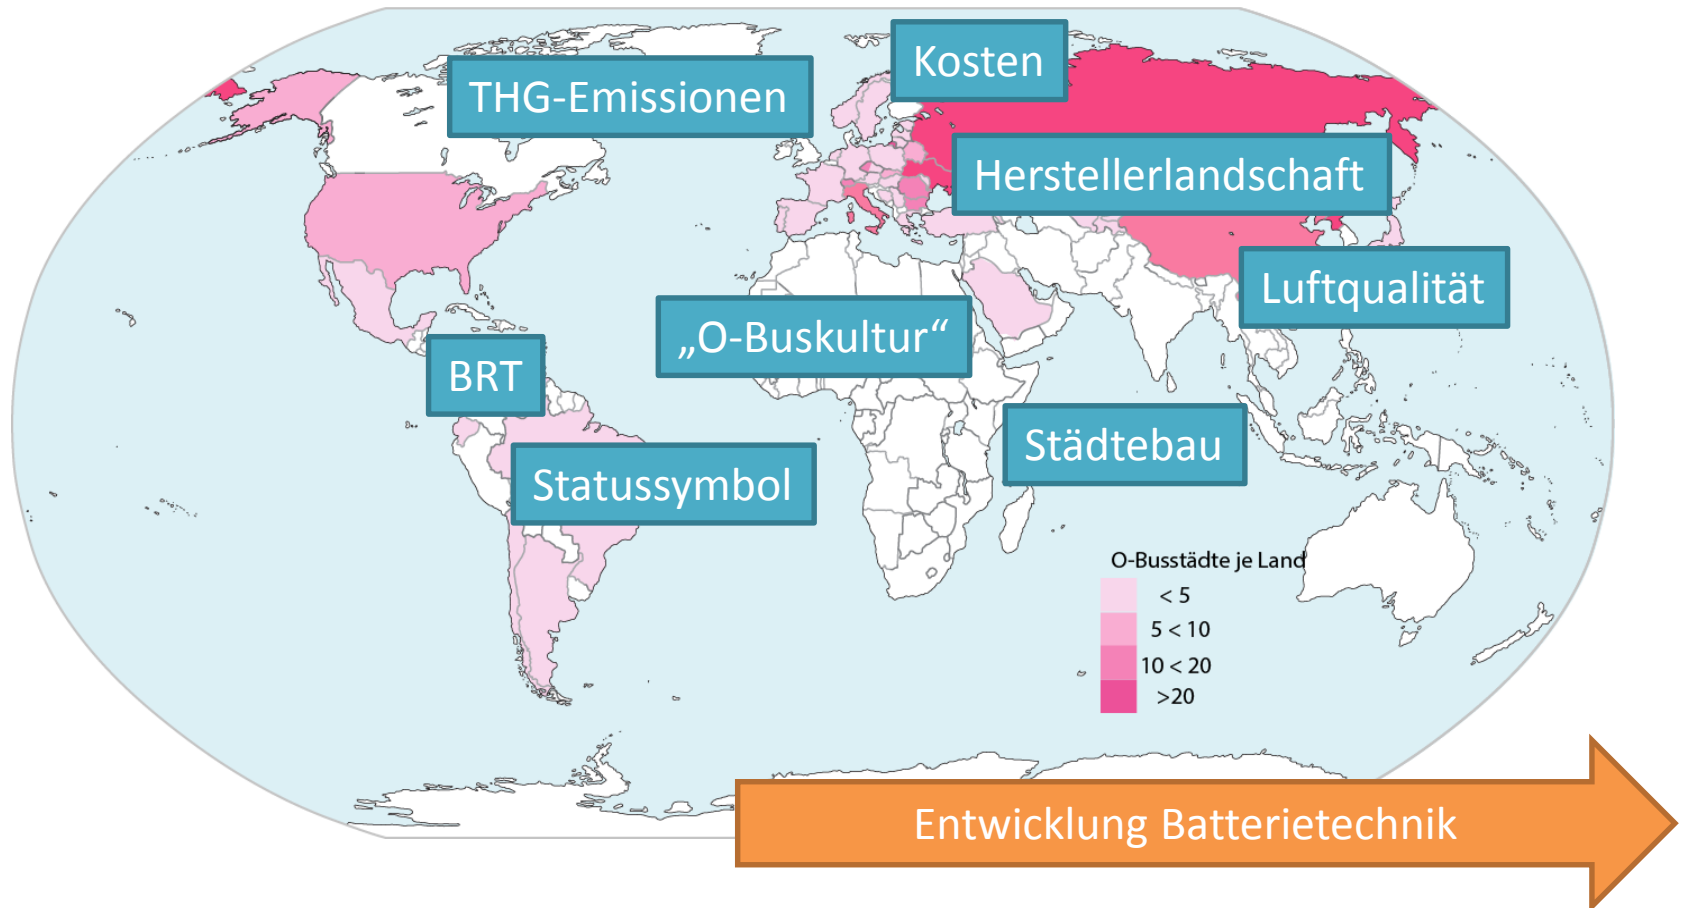 Kosten
THG-Emissionen
Herstellerlandschaft
Luftqualität
„O-Buskultur“
BRT
Städtebau
Statussymbol
O-Busstädte je Land
< 5
5 < 10
10 < 20
>20
Entwicklung Batterietechnik